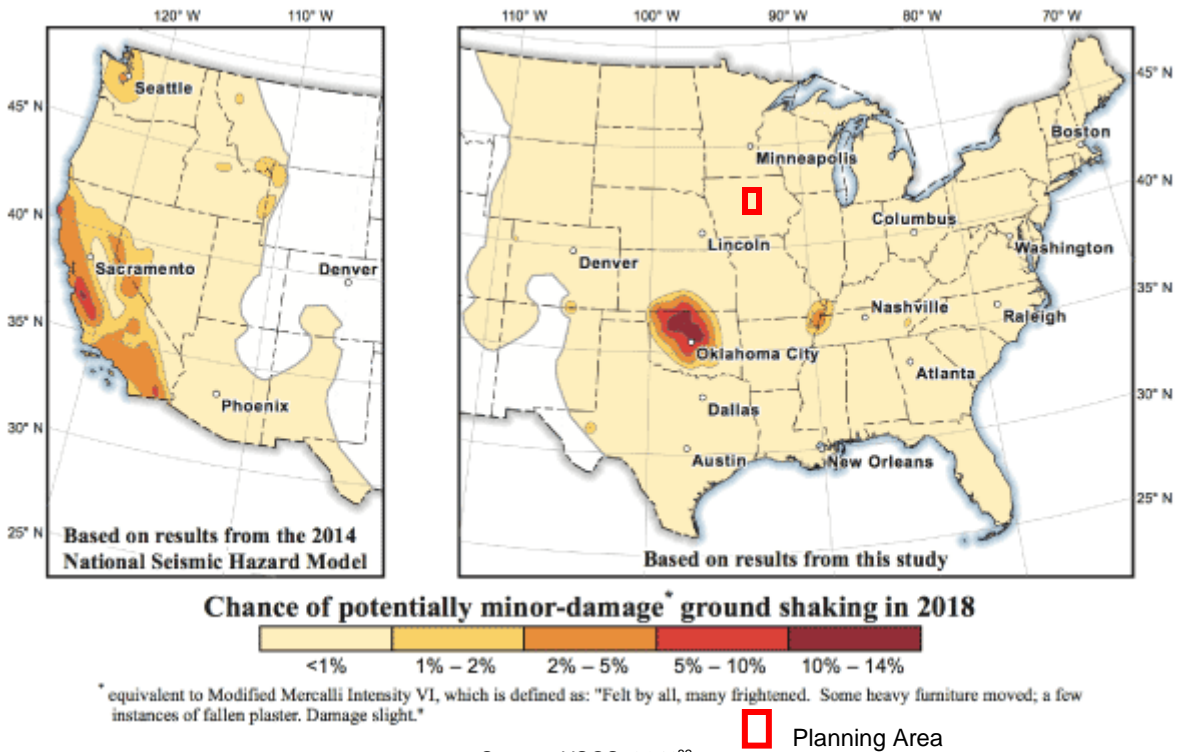 120° W
110° W
110° W
100° W
90° W
80° W
70° W
45° N
40° N
35° N
30° N
25° N
Seattle
Sacramento
Denver
Phoenix
Based on results from the 2014
National Seismic Hazard Model
Minneapolis
Boston
Columbus
Lincoln
Washington
Denver
Nashville
Raleigh
Oklahoma City
Atlanta
Dallas
Austin
New Orleans
Based on results from this study
45° N
40° N
35° N
30° N
25° N
Chance of potentially minor-damage* ground shaking in 2018
<1%
1% – 2%
2% – 5%
5% – 10%
10% – 14%
* equivalent to Modified Mercalli Intensity VI, which is defined as: "Felt by all, many frightened. Some heavy furniture moved; a few
instances of fallen plaster. Damage slight."
Planning Area